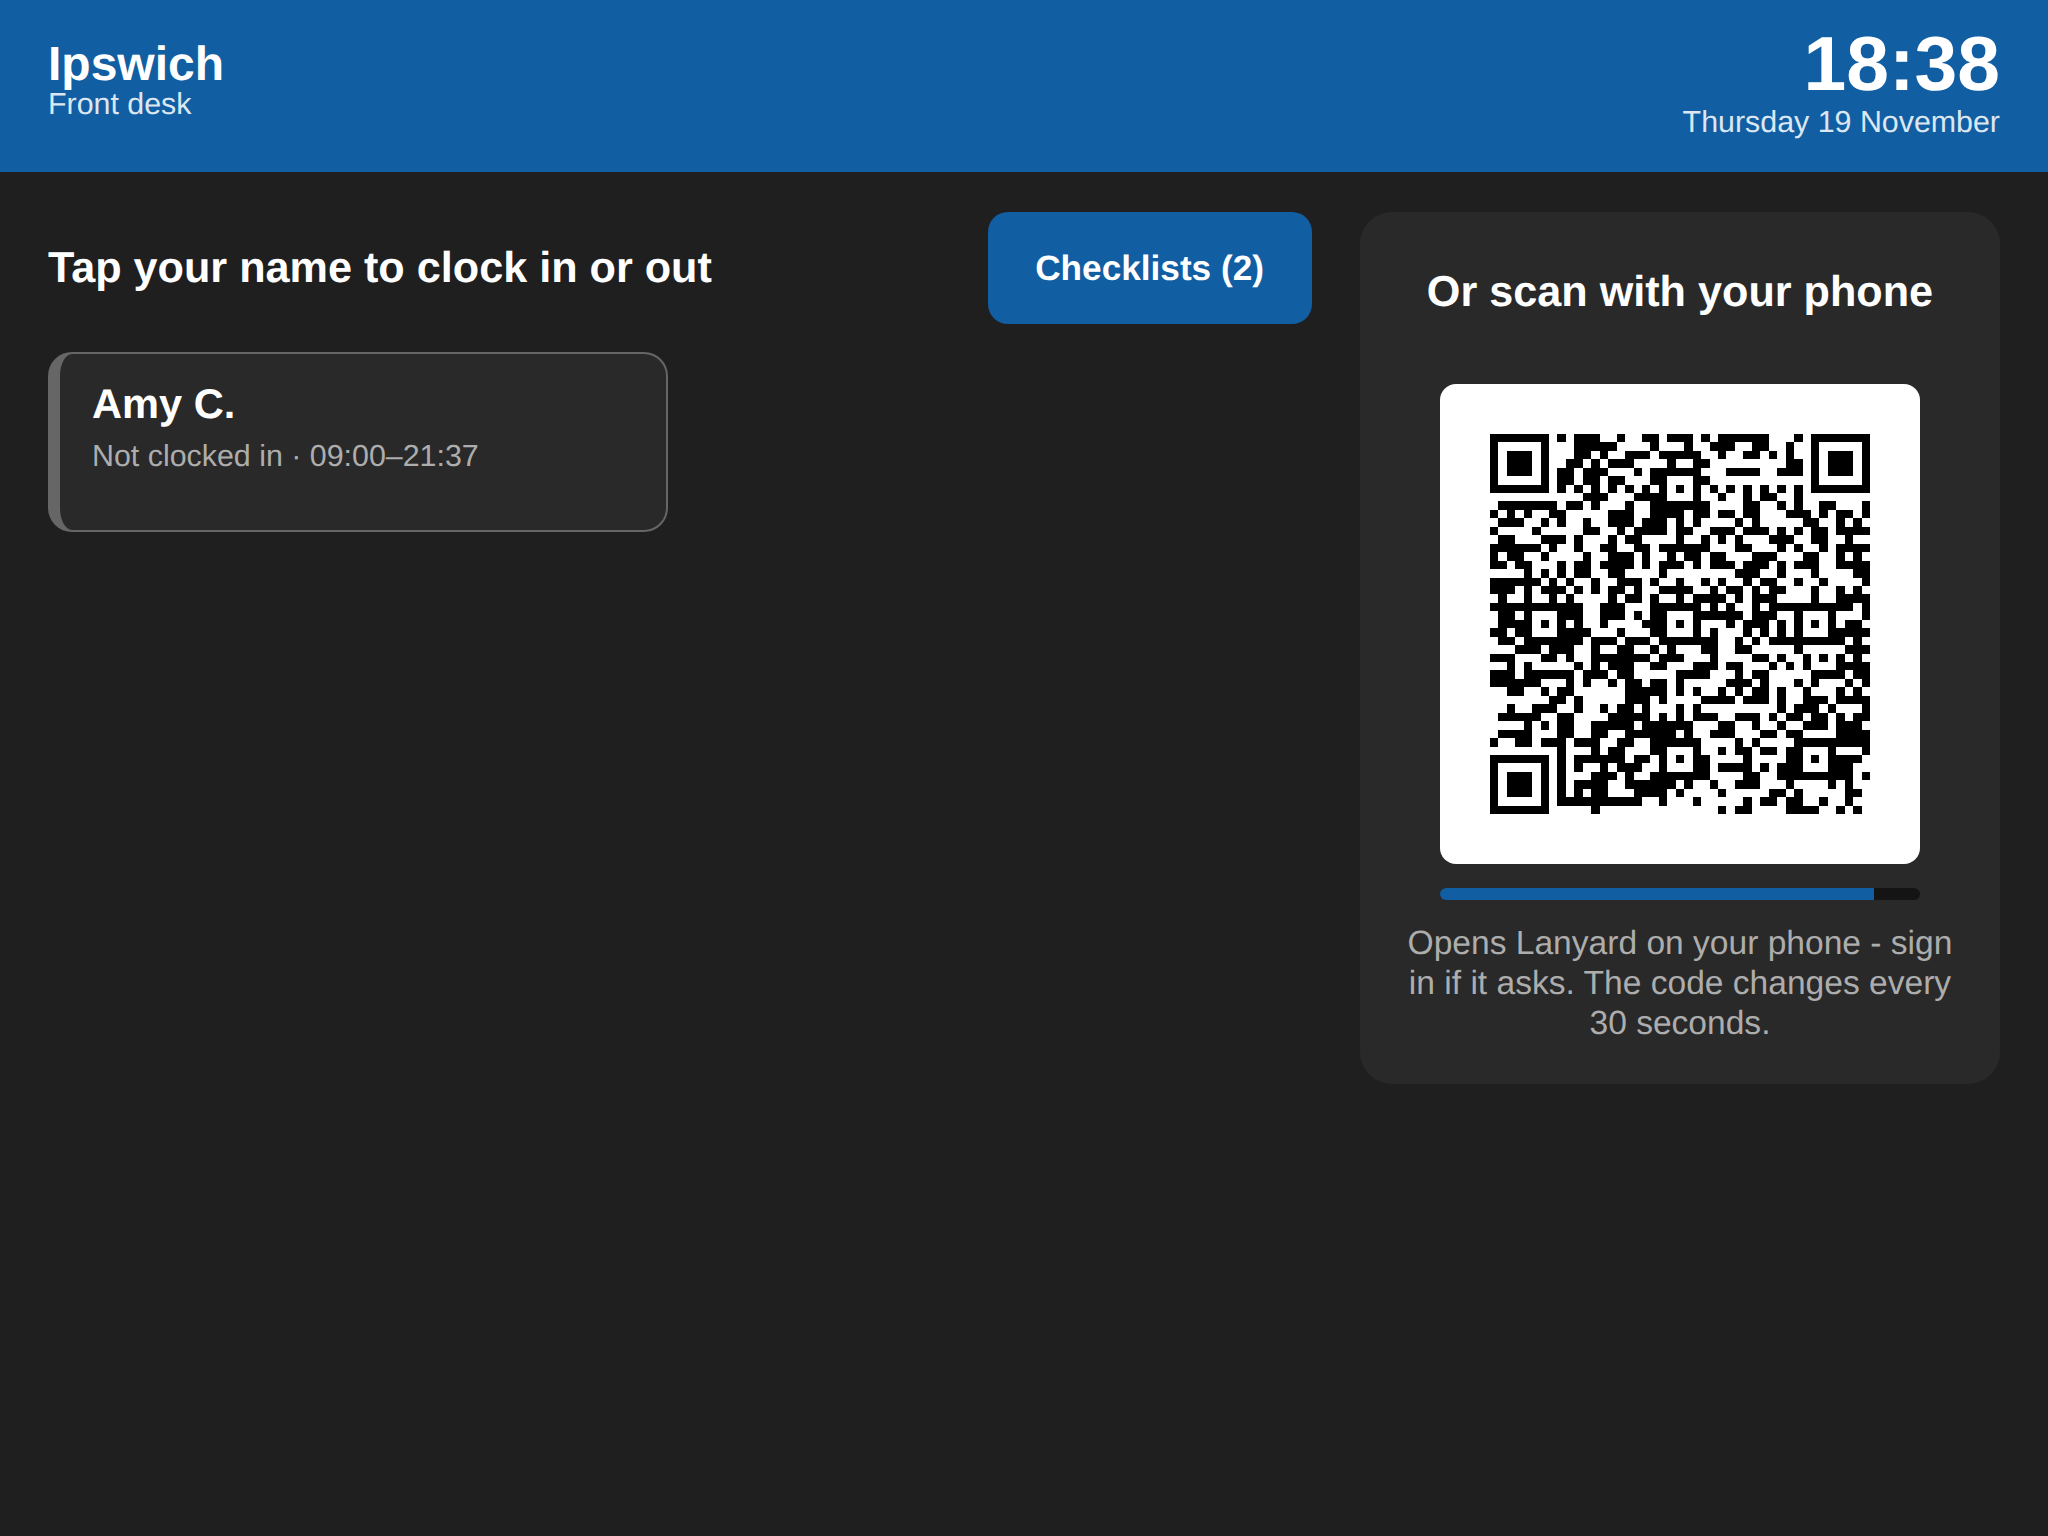 Ipswich
Front desk
18:38
Thursday 19 November
Tap your name to clock in or out
Checklists (2)
Amy C.
Not clocked in · 09:00–21:37
Or scan with your phone
Opens Lanyard on your phone - sign
in if it asks. The code changes every
30 seconds.